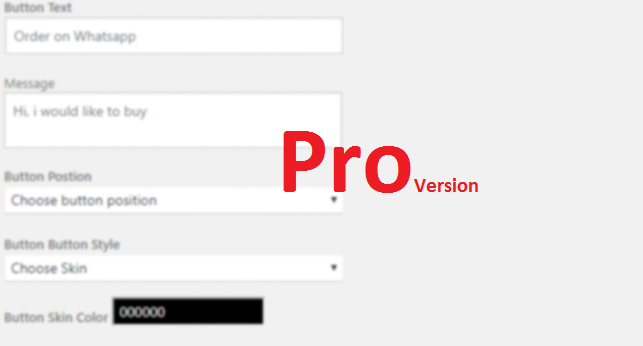 Button Text
Order on Whatsapp
Message
Hi, i would like to buy
Pro Version
Button Postion
Choose button position
Button Button Style
Choose Skin
Button Skin Color 000000